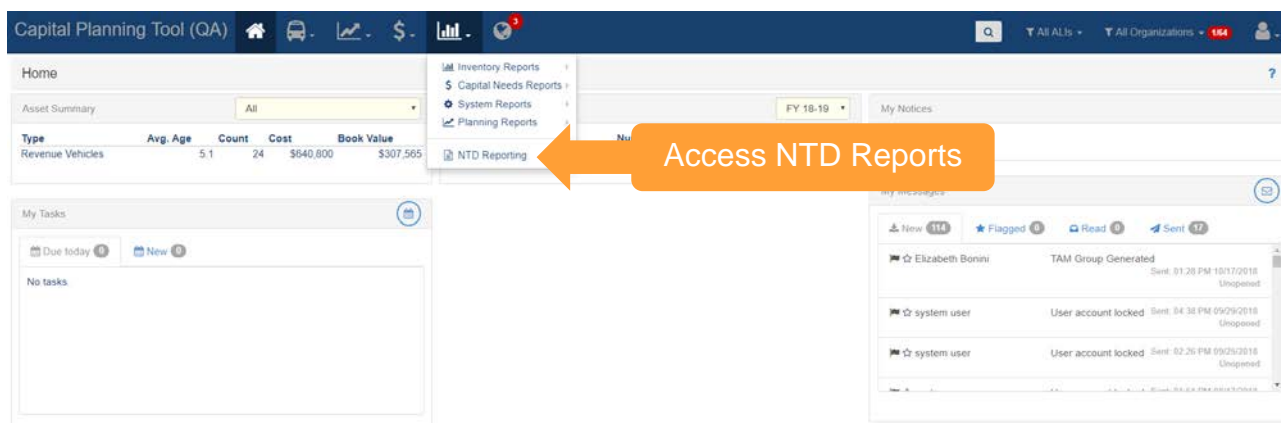 Capital Planning Tool (QA) $ 3 All ALIs All Organizations 1/64
Home
?
Inventory Reports
$ Capital Needs Reports
System Reports
Planning Reports
NTD Reporting
Asset Summary All
FY 18-19
My Notices
Type Avg. Age Count Cost Book Value
Revenue Vehicles 5.1 24 $640,800 $307,565
Access NTD Reports
My Messages
My Tasks
Due today 0 New 0
No tasks
New 114 Flagged 0 Read 0 Sent 17
Elizabeth Bonini TAM Group Generated
Sent: 01:28 PM 10/17/2018
Unopened
system user User account locked Sent: 04:38 PM 09/29/2018
Unopened
system user User account locked Sent: 02:26 PM 09/26/2018
Unopened